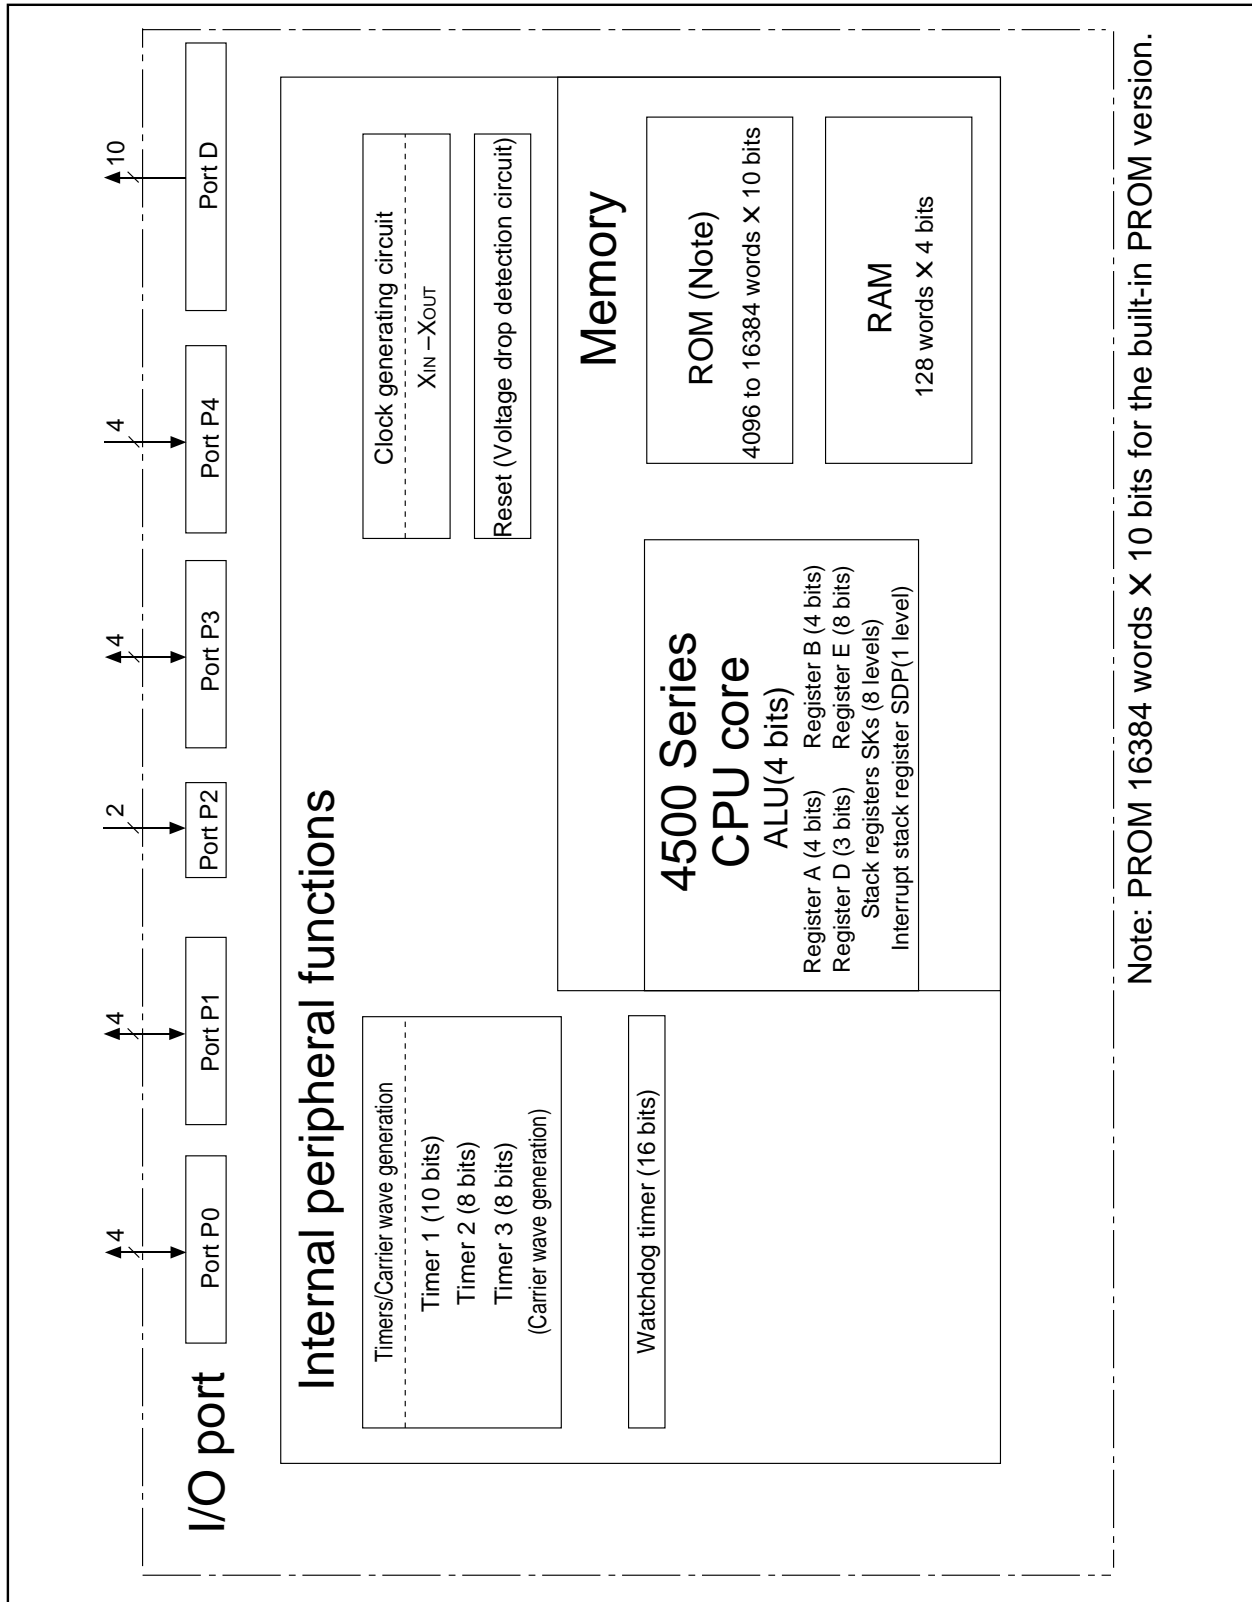 I/O port
4
Port P0
4
Port P1
2
Port P2
4
Port P3
4
Port P4
10
Port D
Internal peripheral functions
Timers/Carrier wave generation
Timer 1 (10 bits)
Timer 2 (8 bits)
Timer 3 (8 bits)
(Carrier wave generation)
Watchdog timer (16 bits)
Clock generating circuit
XIN –XOUT
Reset (Voltage drop detection circuit)
4500 Series
CPU core
ALU(4 bits)
Register A (4 bits) Register B (4 bits)
Register D (3 bits) Register E (8 bits)
Stack registers SKs (8 levels)
Interrupt stack register SDP(1 level)
Memory
ROM (Note)
4096 to 16384 words X 10 bits
RAM
128 words X 4 bits
Note: PROM 16384 words X 10 bits for the built-in PROM version.